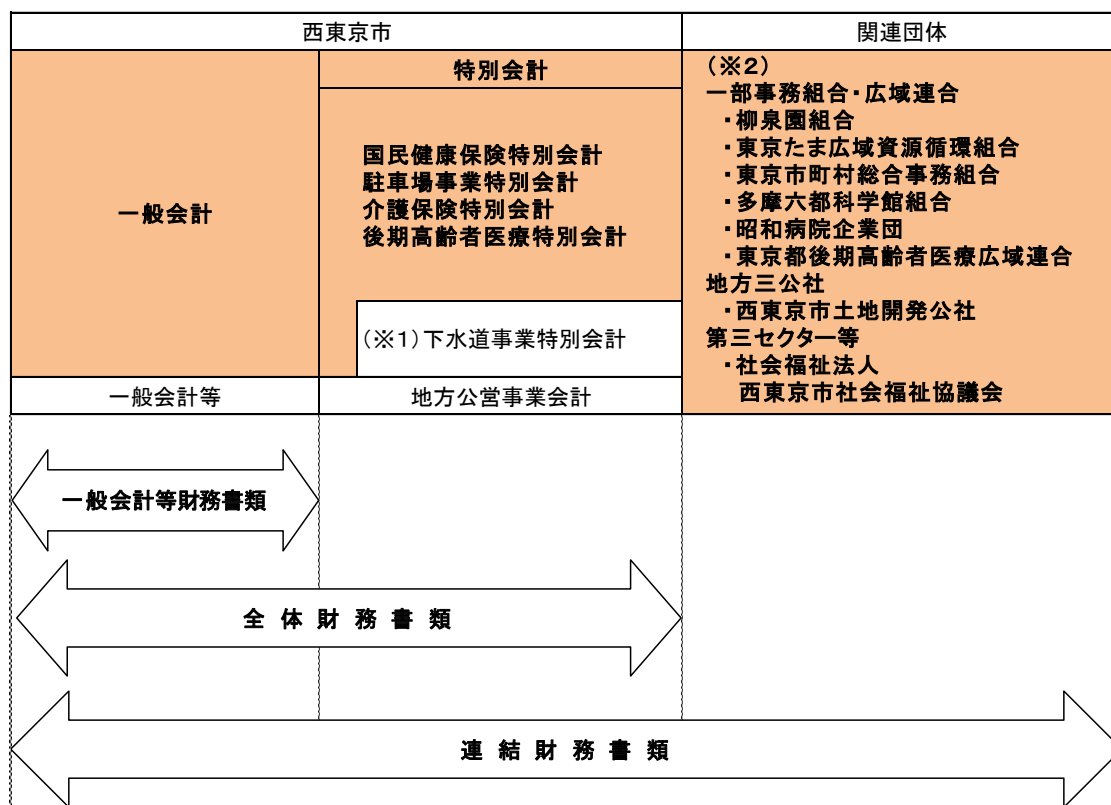 西東京市
関連団体
一般会計
特別会計
国民健康保険特別会計
駐車場事業特別会計
介護保険特別会計
後期高齢者医療特別会計
(※1)下水道事業特別会計
(※2)
一部事務組合・広域連合
・柳泉園組合
・東京たま広域資源循環組合
・東京市町村総合事務組合
・多摩六都科学館組合
・昭和病院企業団
・東京都後期高齢者医療広域連合
地方三公社
・西東京市土地開発公社
第三セクター等
・社会福祉法人
西東京市社会福祉協議会
一般会計等
地方公営事業会計
一般会計等財務書類
全体財務書類
連結財務書類